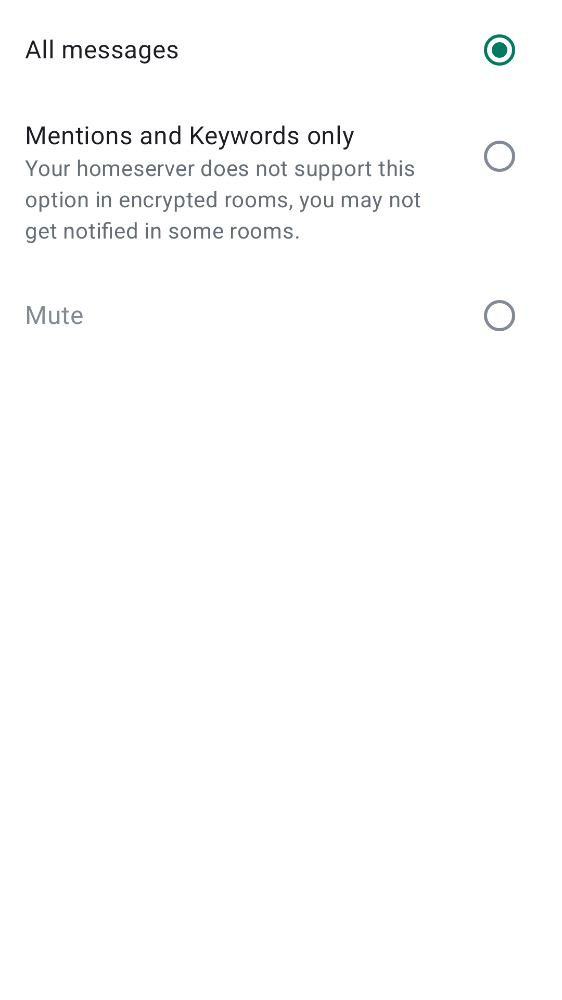 All messages
Mentions and Keywords only
Your homeserver does not support this
option in encrypted rooms, you may not
get notified in some rooms.
Mute